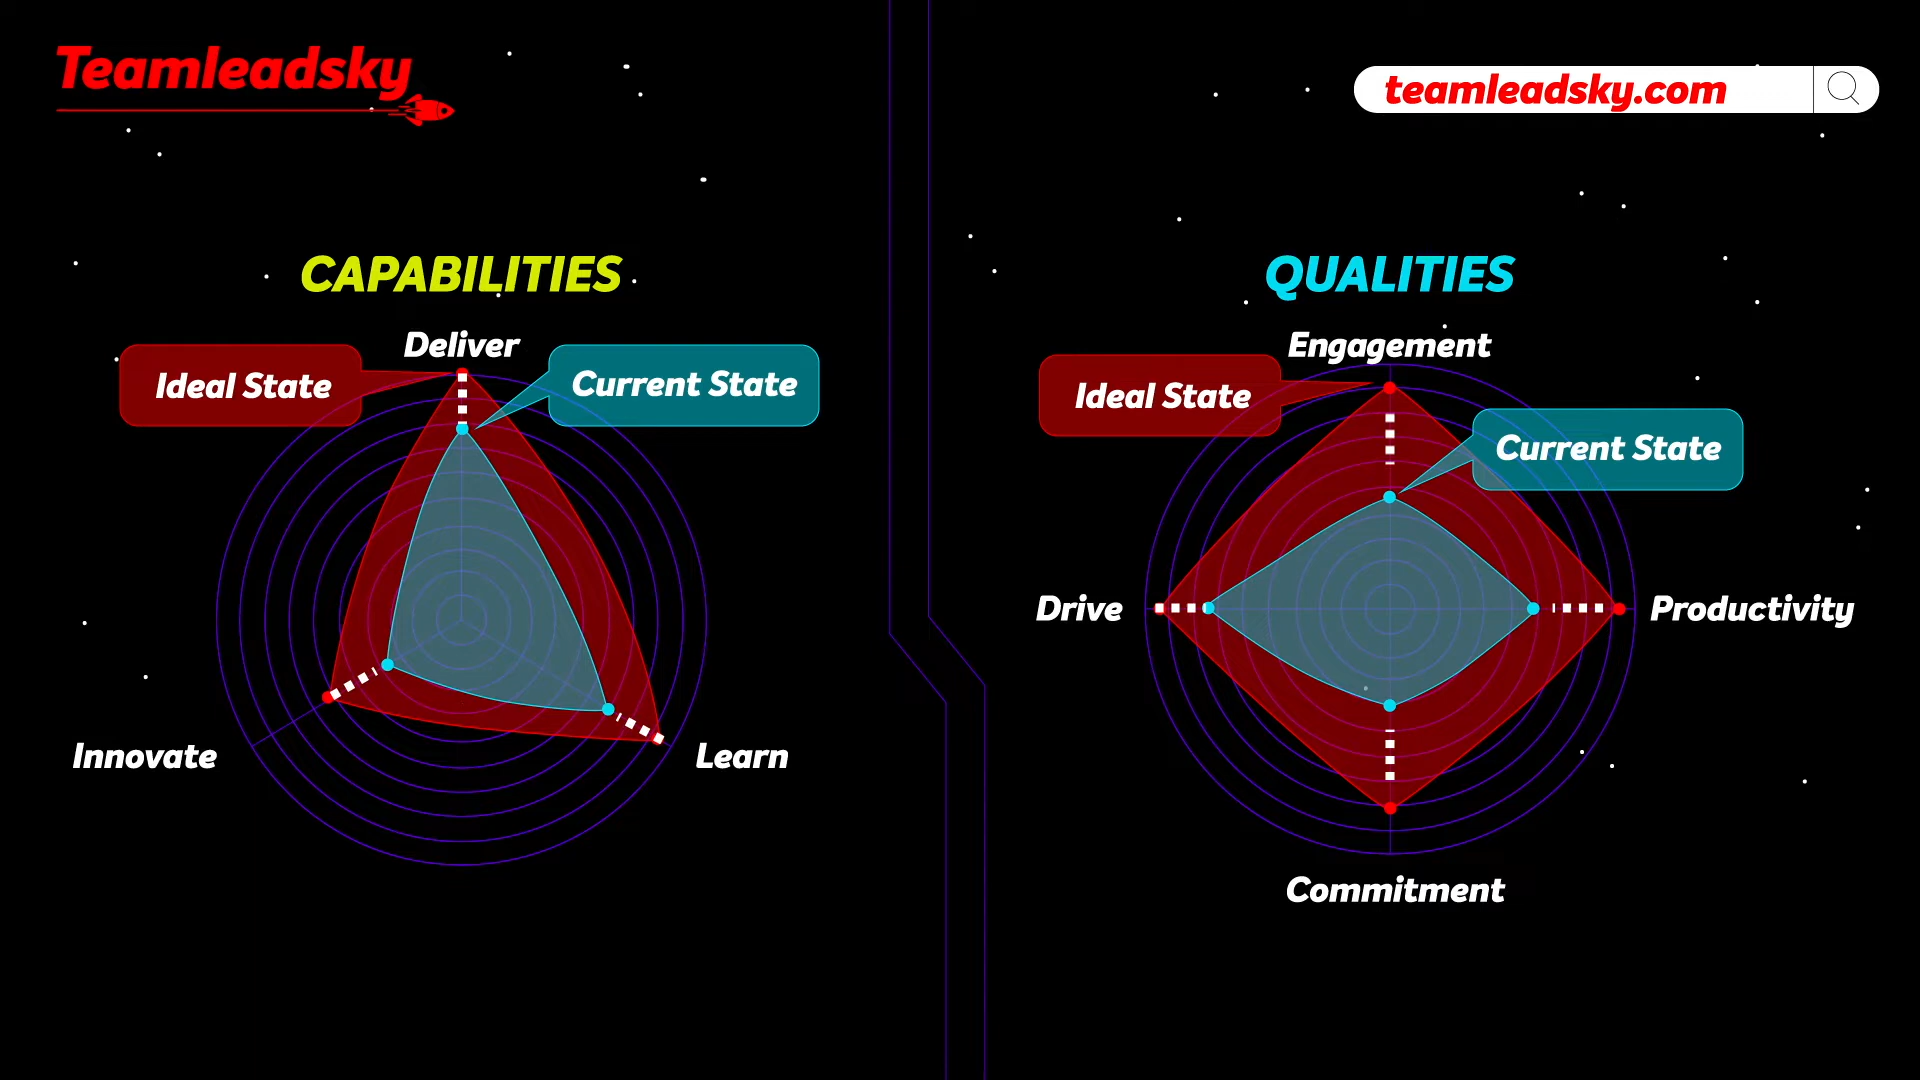 Teamleadsky
teamleadsky.com
CAPABILITIES
Deliver
Ideal State
Current State
Innovate
Learn
QUALITIES
Engagement
Ideal State
Current State
Drive
Productivity
Commitment